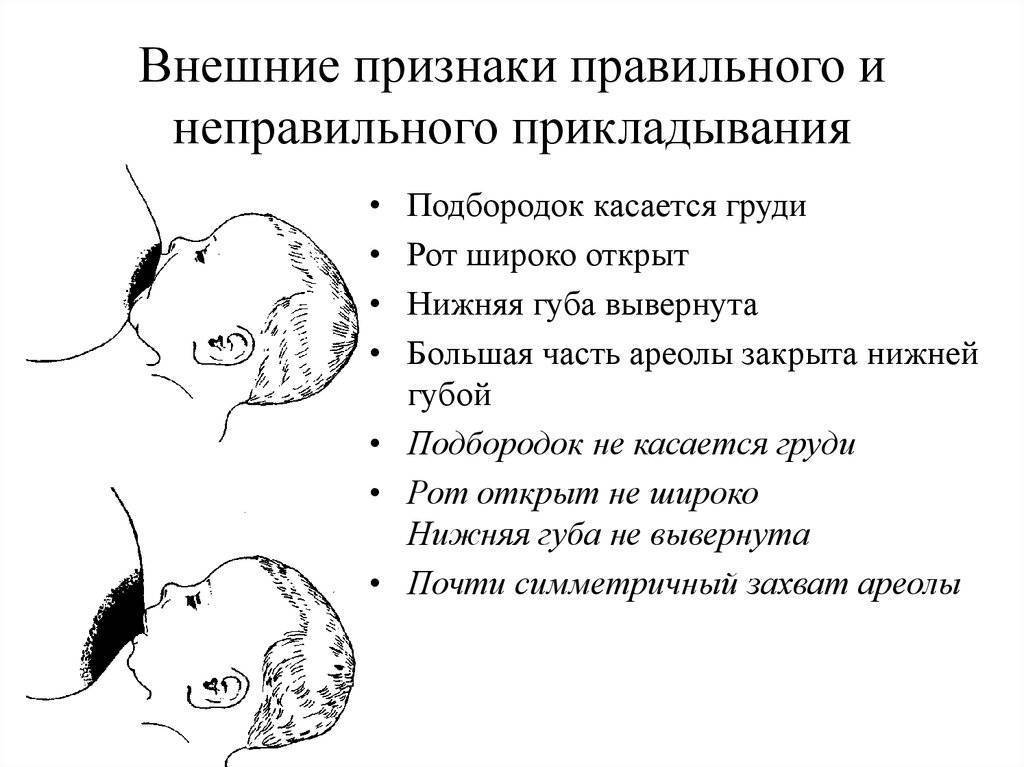 Внешние признаки правильного и
неправильного прикладывания
• Подбородок касается груди
• Рот широко открыт
• Нижняя губа вывернута
• Большая часть ареолы закрыта нижней
губой
• Подбородок не касается груди
• Рот открыт не широко
Нижняя губа не вывернута
• Почти симметричный захват ареолы